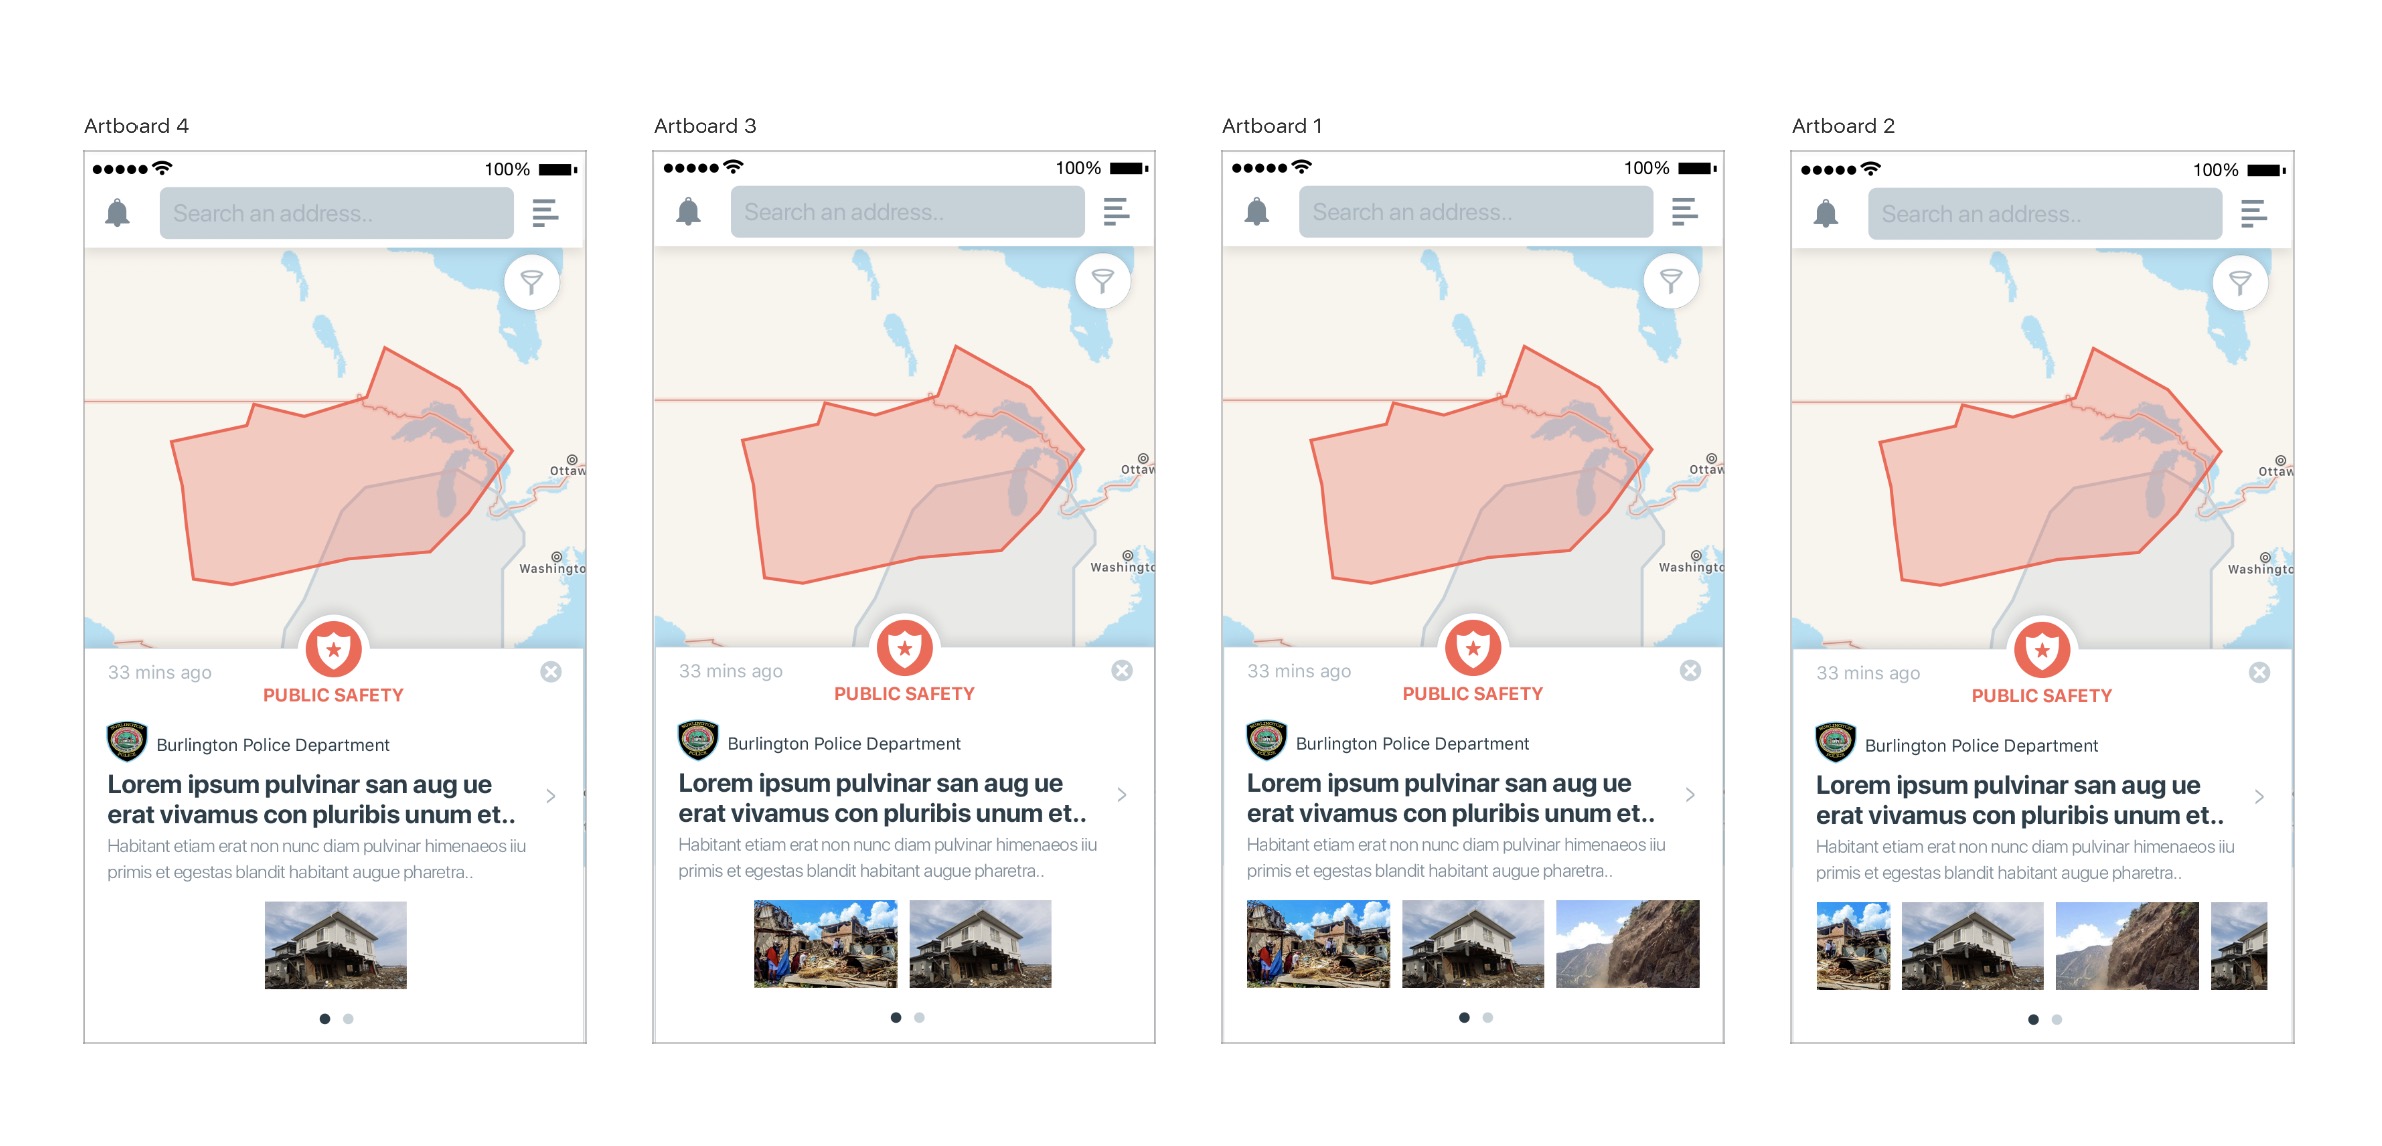 Artboard 4
100%
Search an address..
Ottaw
Washingto
33 mins ago
PUBLIC SAFETY
Burlington Police Department
Lorem ipsum pulvinar san aug ue
erat vivamus con pluribis unum et..
Habitant etiam erat non nunc diam pulvinar himenaeos iiu
primis et egestas blandit habitant augue pharetra..
Artboard 3
100%
Search an address..
Ottaw
Washingto
33 mins ago
PUBLIC SAFETY
Burlington Police Department
Lorem ipsum pulvinar san aug ue
erat vivamus con pluribis unum et..
Habitant etiam erat non nunc diam pulvinar himenaeos iiu
primis et egestas blandit habitant augue pharetra..
Artboard 1
100%
Search an address..
Ottaw
Washingto
33 mins ago
PUBLIC SAFETY
Burlington Police Department
Lorem ipsum pulvinar san aug ue
erat vivamus con pluribis unum et..
Habitant etiam erat non nunc diam pulvinar himenaeos iiu
primis et egestas blandit habitant augue pharetra..
Artboard 2
100%
Search an address..
Ottaw
Washingto
33 mins ago
PUBLIC SAFETY
Burlington Police Department
Lorem ipsum pulvinar san aug ue
erat vivamus con pluribis unum et..
Habitant etiam erat non nunc diam pulvinar himenaeos iiu
primis et egestas blandit habitant augue pharetra..